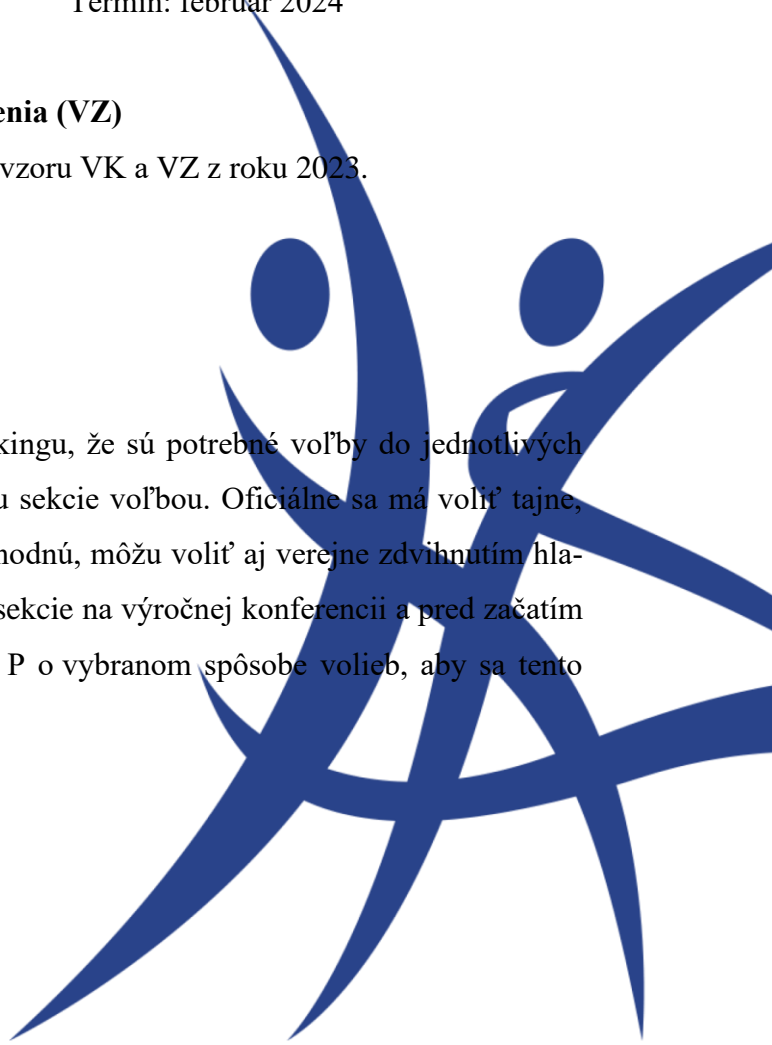 Termín: február 2024
enia (VZ)
vzoru VK a VZ z roku 2023.
kingu, že sú potrebné voľby do jednotlivých
u sekcie voľbou. Oficiálne sa má voliť tajne,
hodnú, môžu voliť aj verejne zdvihnutím hla-
sekcie na výročnej konferencii a pred začatím
P o vybranom spôsobe volieb, aby sa tento